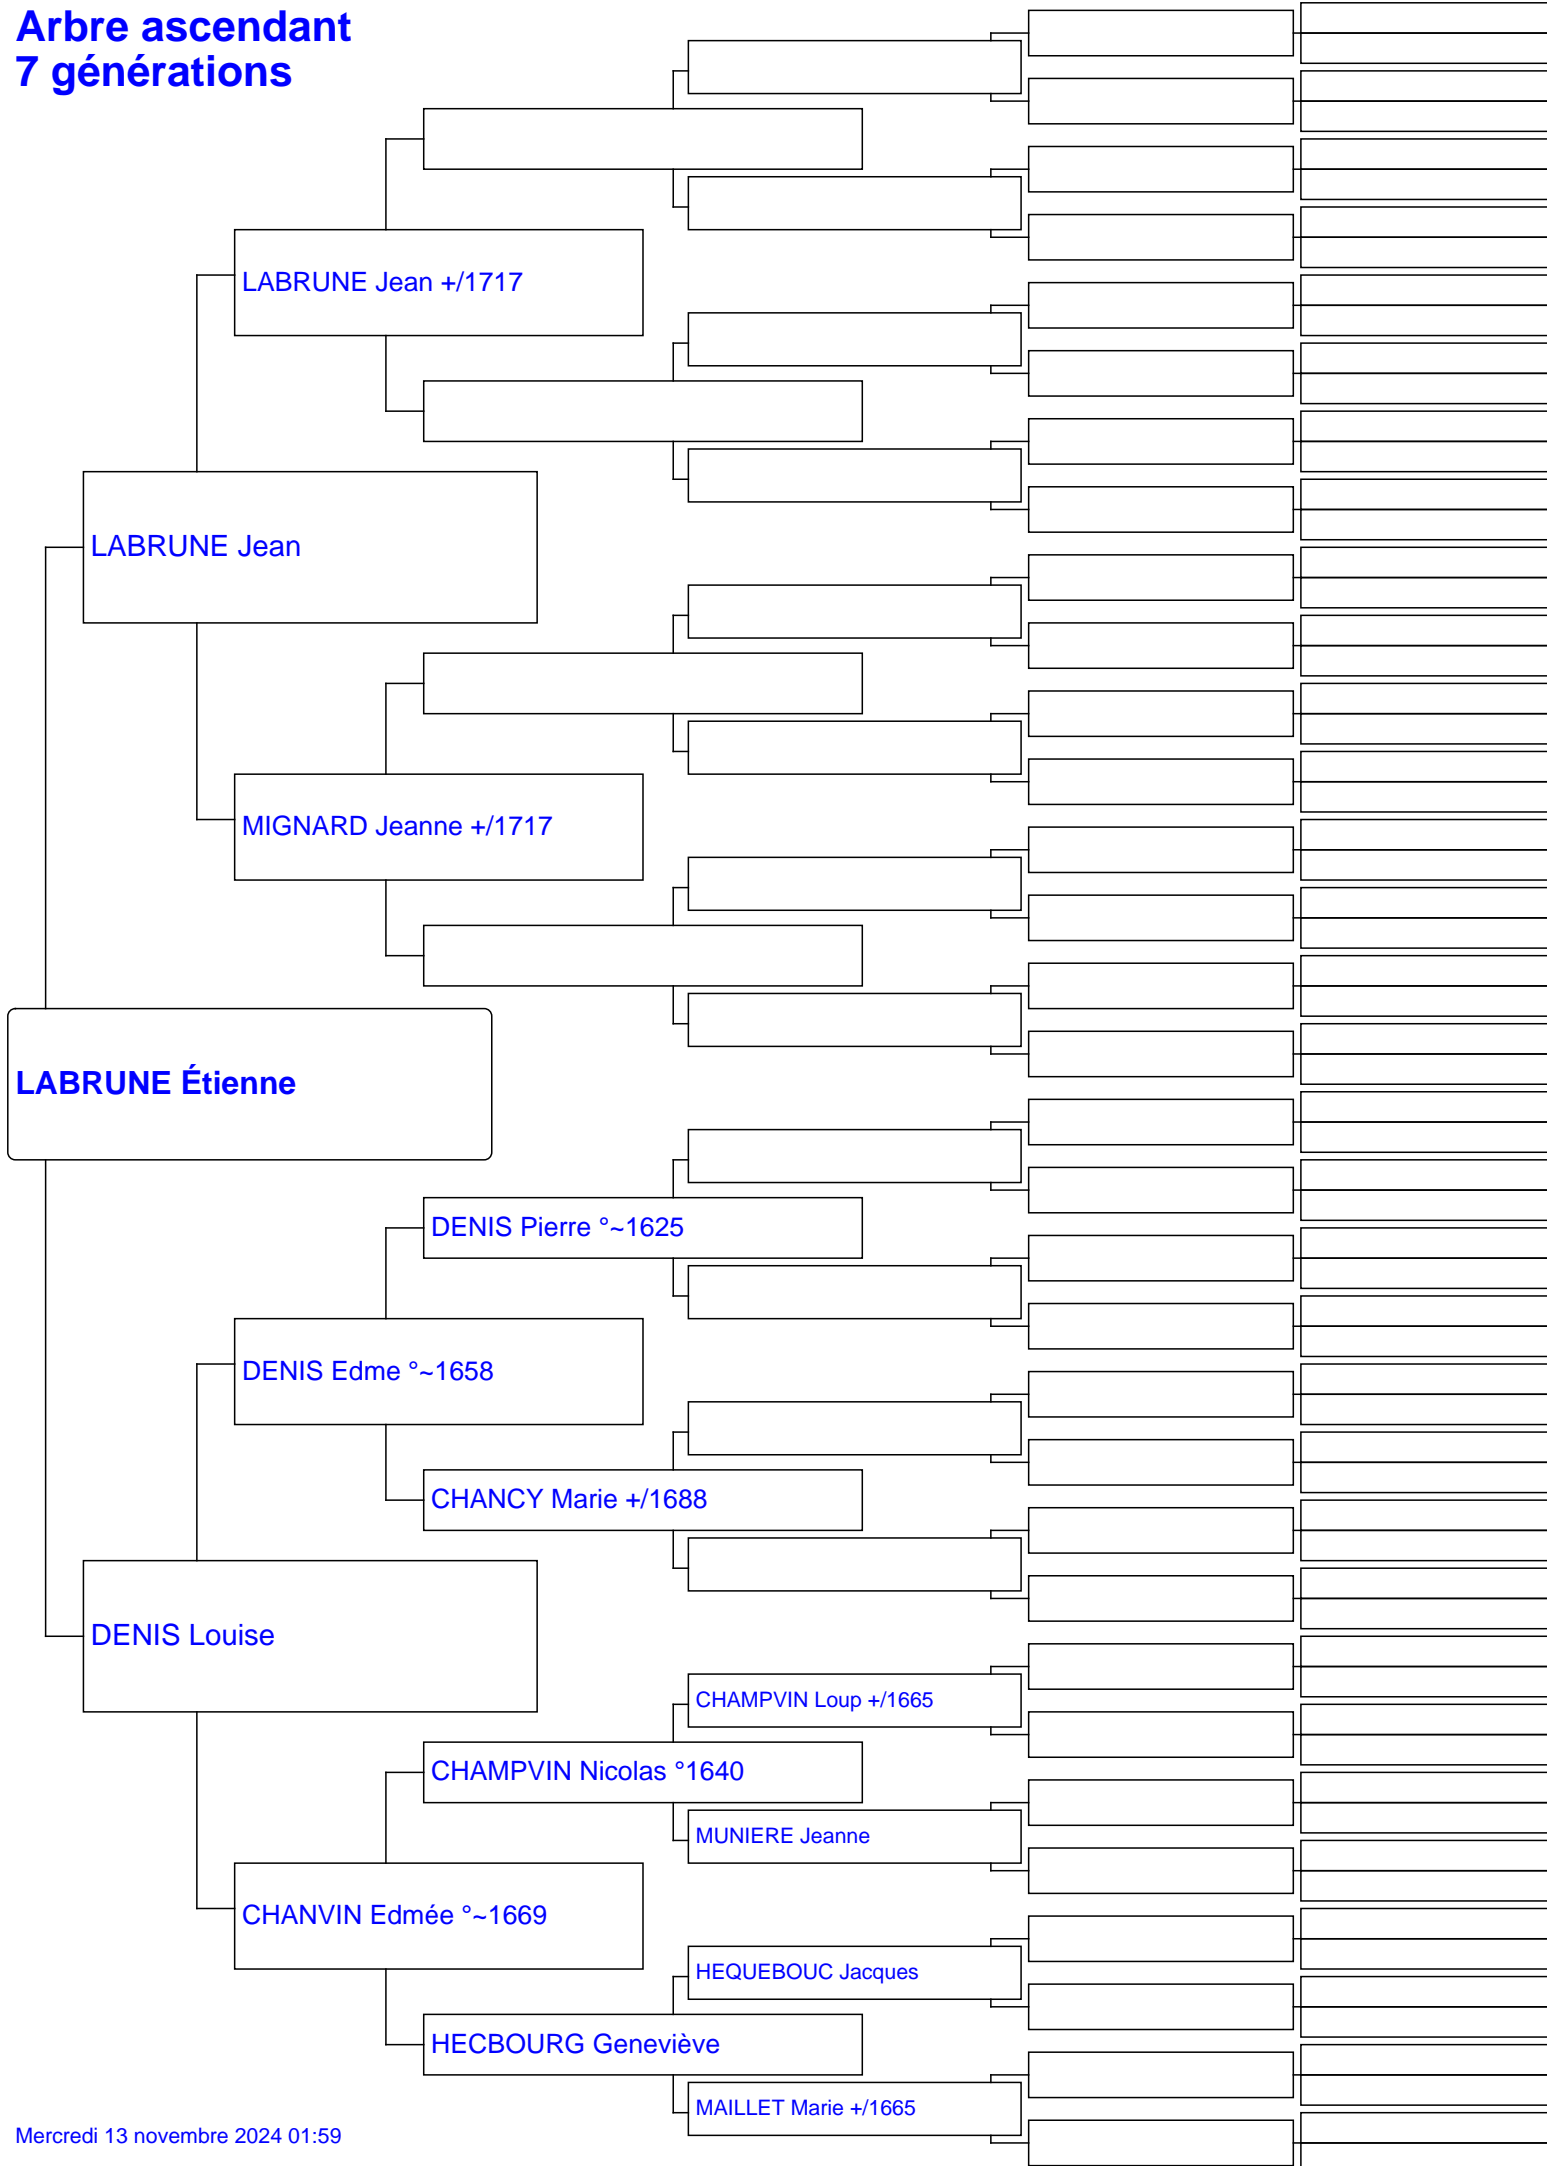 Arbre ascendant
7 générations
LABRUNE Jean +/1717
LABRUNE Jean
MIGNARD Jeanne +/1717
LABRUNE Étienne
DENIS Pierre °~1625
DENIS Edme °~1658
CHANCY Marie +/1688
DENIS Louise
CHAMPVIN Loup +/1665
CHAMPVIN Nicolas °1640
MUNIERE Jeanne
CHANVIN Edmée °~1669
HEQUEBOUC Jacques
HECBOURG Geneviève
MAILLET Marie +/1665
Mercredi 13 novembre 2024 01:59